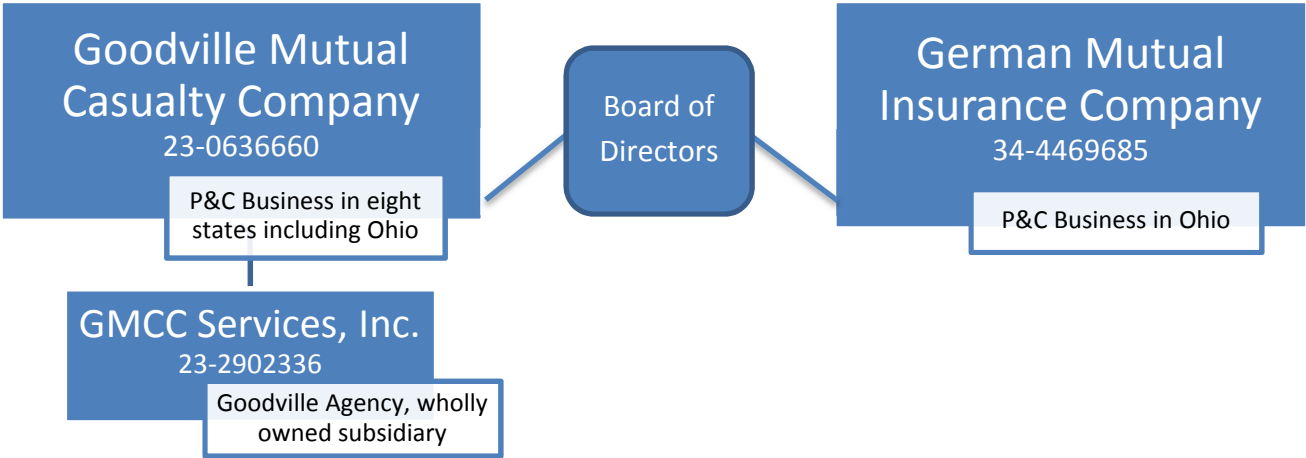 Goodville Mutual
Casualty Company
23-0636660
P&C Business in eight
states including Ohio
GMCC Services, Inc.
23-2902336
Goodville Agency, wholly
owned subsidiary
Board of
Directors
German Mutual
Insurance Company
34-4469685
P&C Business in Ohio